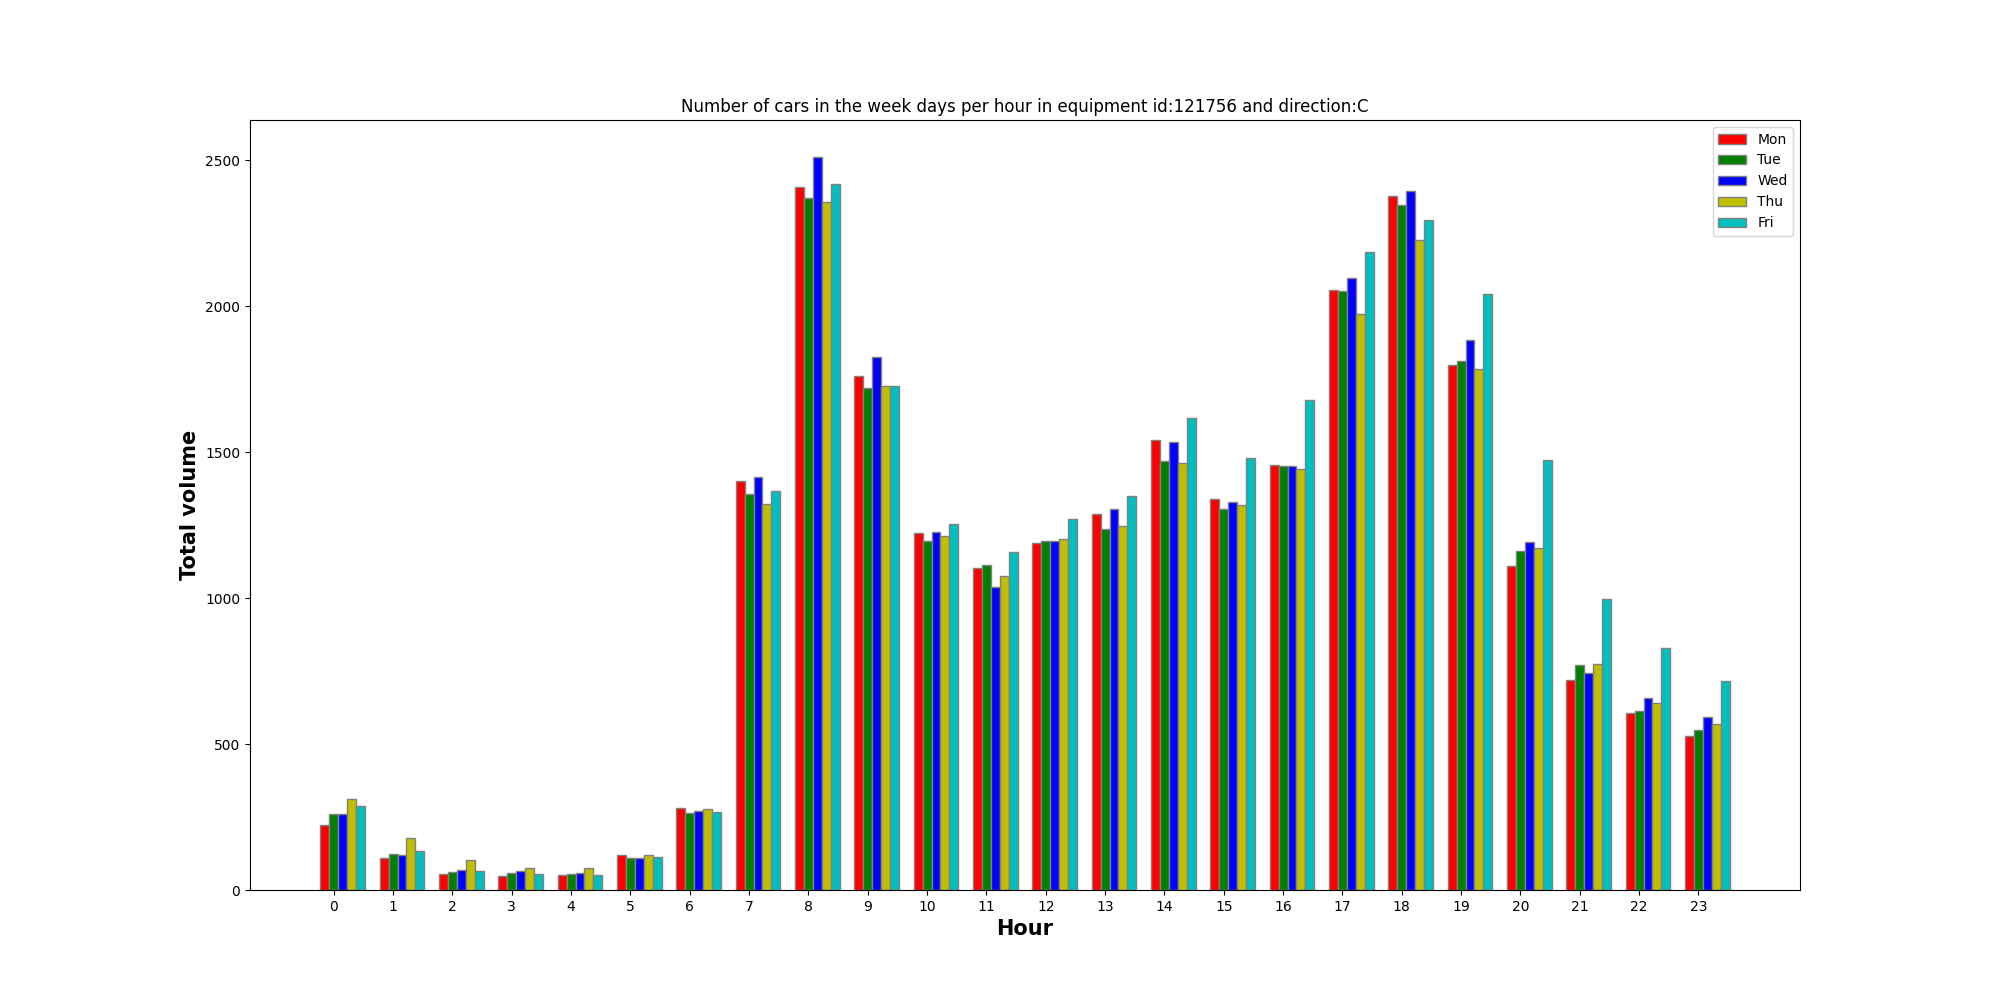 Number of cars in the week days per hour in equipment id:121756 and direction:C
Mon
Tue
Wed
Thu
Fri
2500
2000
1500
1000
500
0
Total volume
0 1 2 3 4 5 6 7 8 9 10 11 12 13 14 15 16 17 18 19 20 21 22 23
Hour